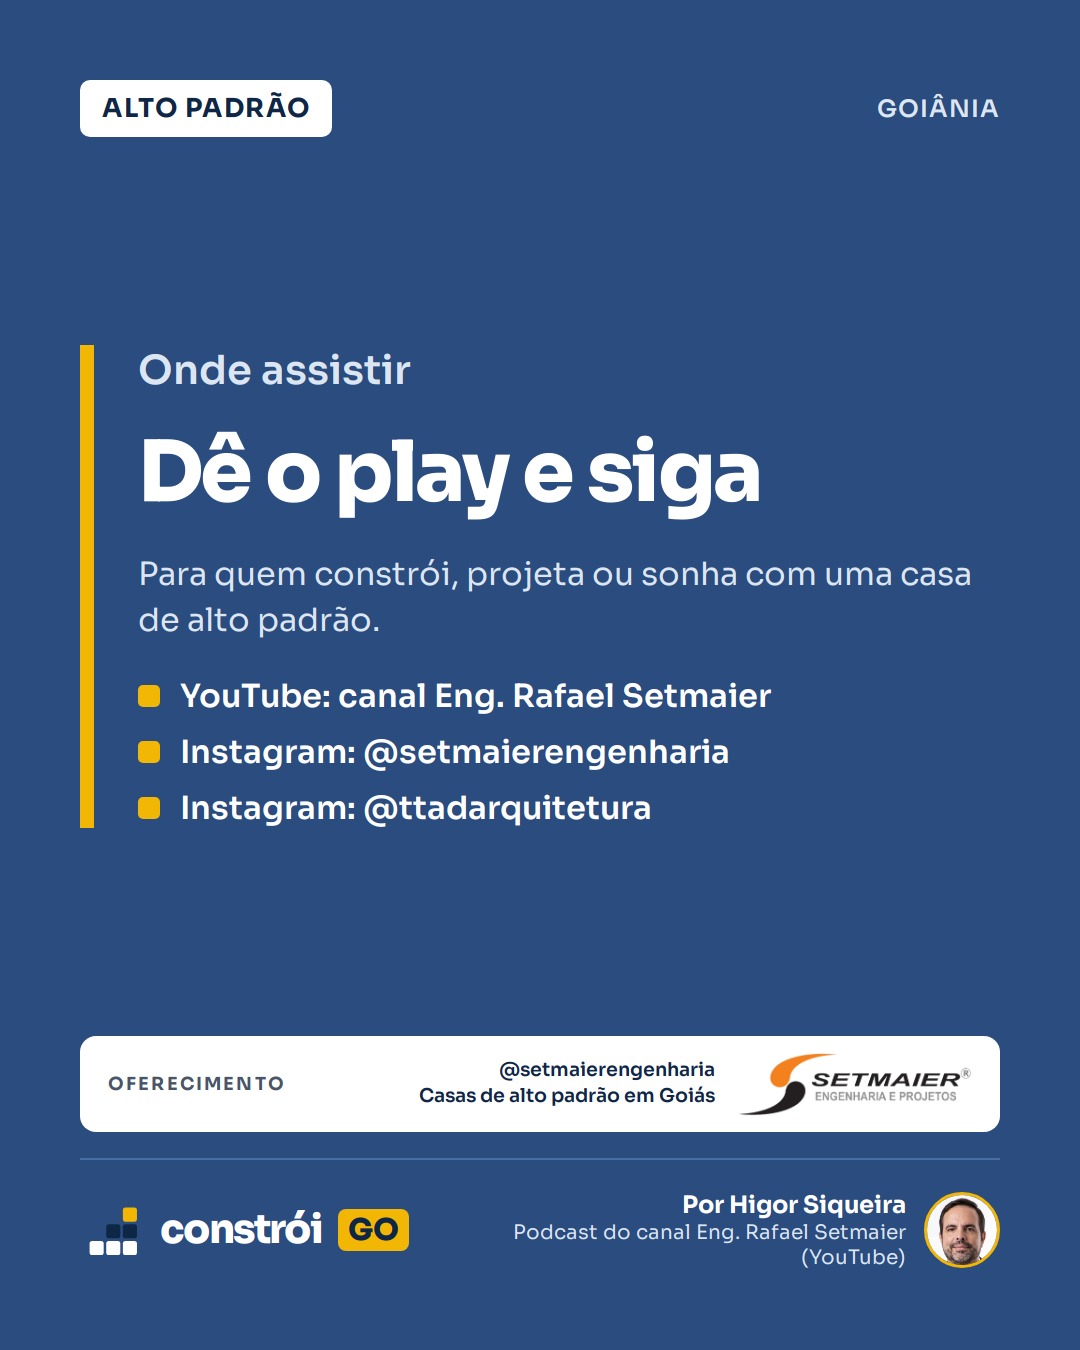 ALTO PADRÃO
GOIÂNIA
Onde assistir
Dê o play e siga
Para quem constrói, projeta ou sonha com uma casa
de alto padrão.
YouTube: canal Eng. Rafael Setmaier
Instagram: @setmaierengenharia
Instagram: @ttadarquitetura
OFERECIMENTO
@setmaierengenharia
Casas de alto padrão em Goiás
SETMAIER®
ENGENHARIA E PROJETOS
constrói GO
Por Higor Siqueira
Podcast do canal Eng. Rafael Setmaier
(YouTube)